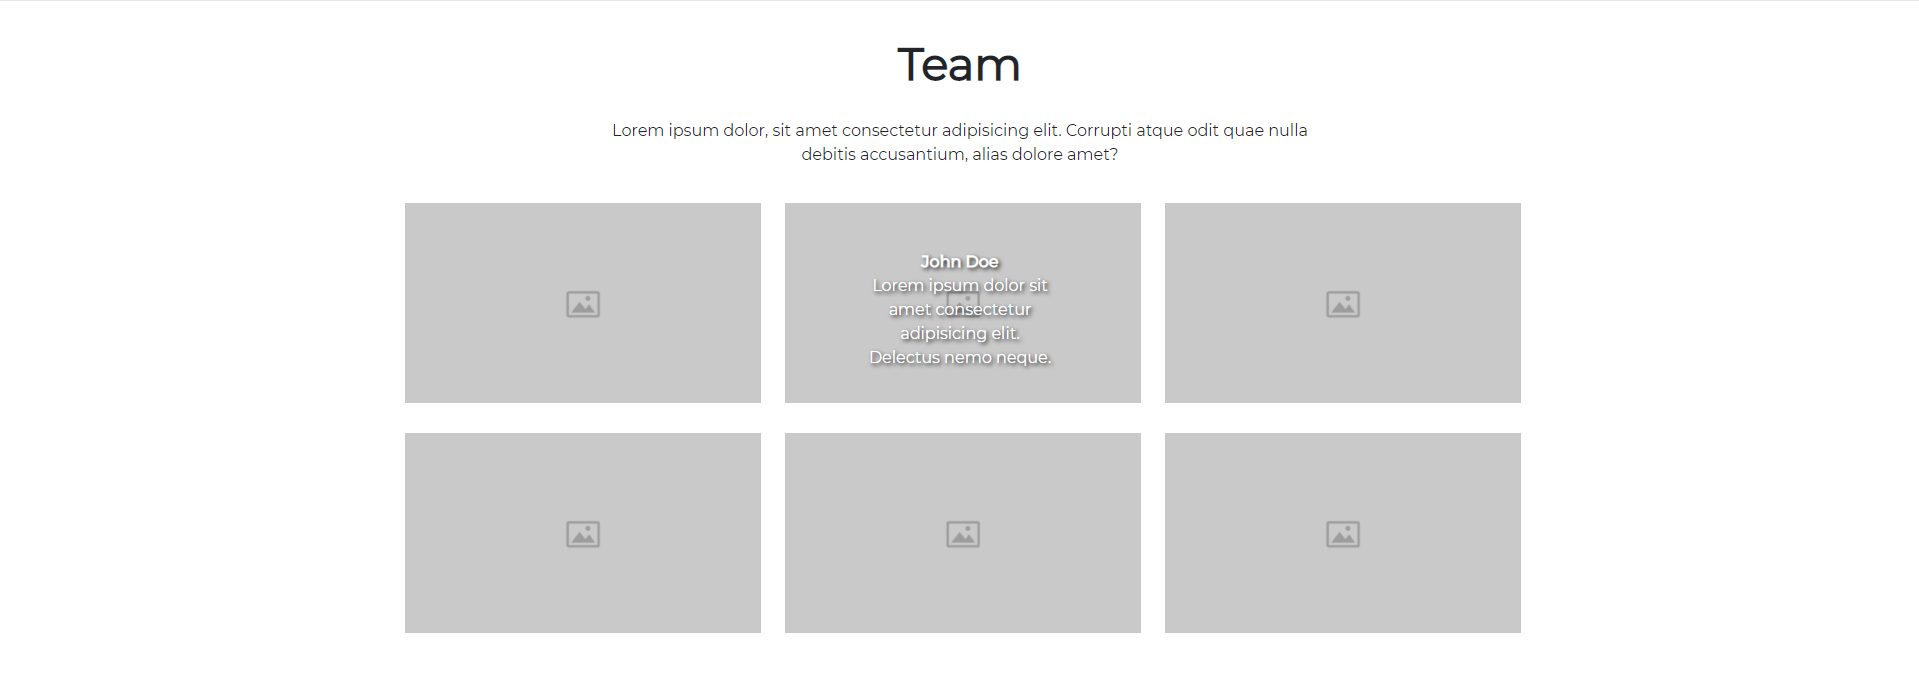 Team
Lorem ipsum dolor, sit amet consectetur adipisicing elit. Corrupti atque odit quae nulla
debitis accusantium, alias dolore amet?
John Doe
Lorem ipsum dolor sit
amet consectetur
adipisicing elit.
Delectus nemo neque.